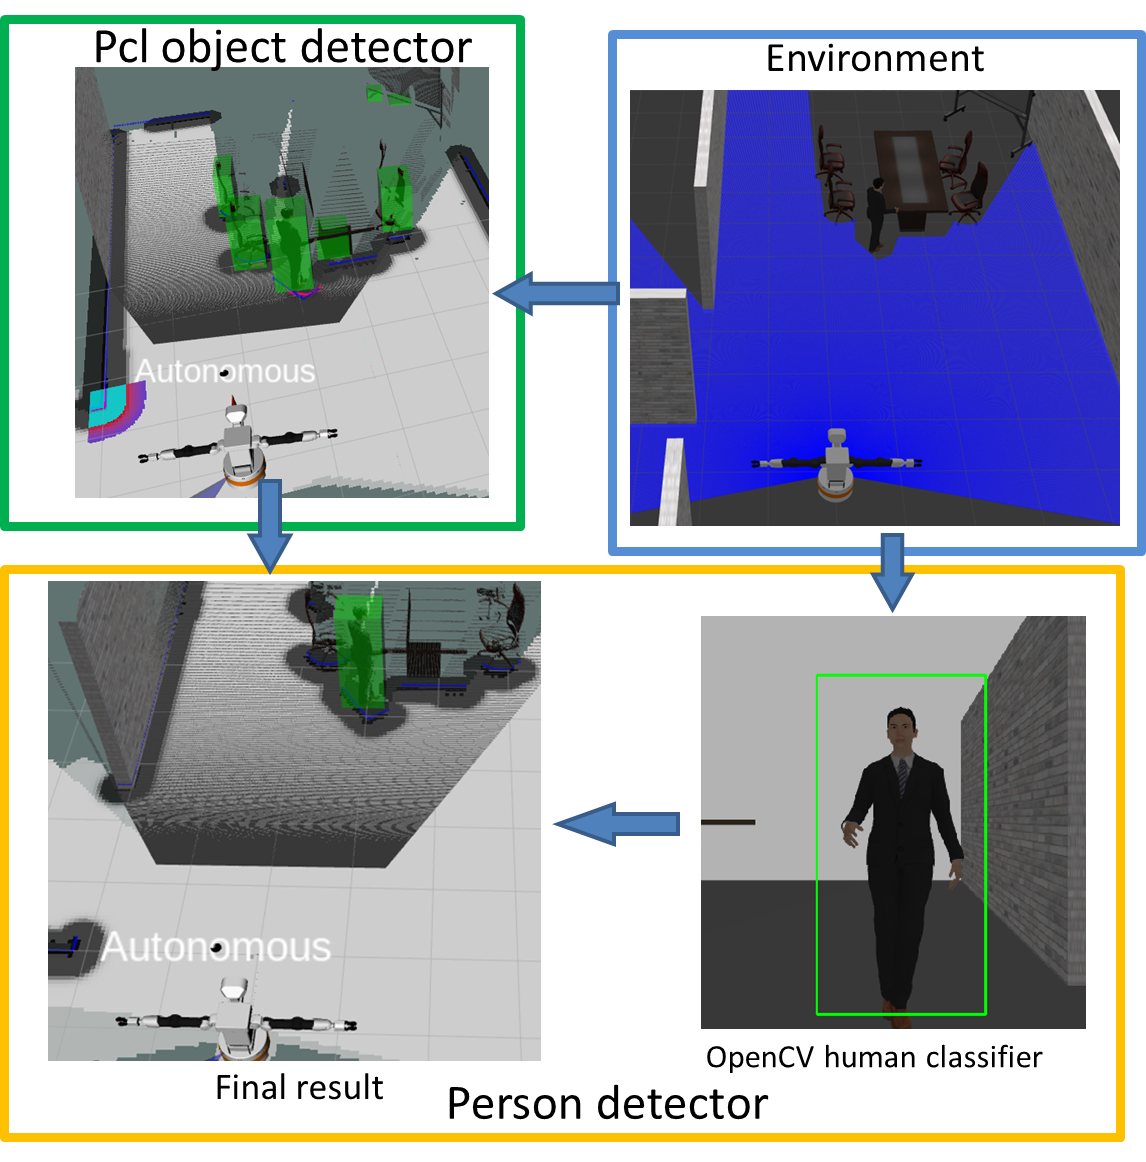 Pcl object detector
Environment
Autonomous
Autonomous
OpenCV human classifier
Final result
Person detector